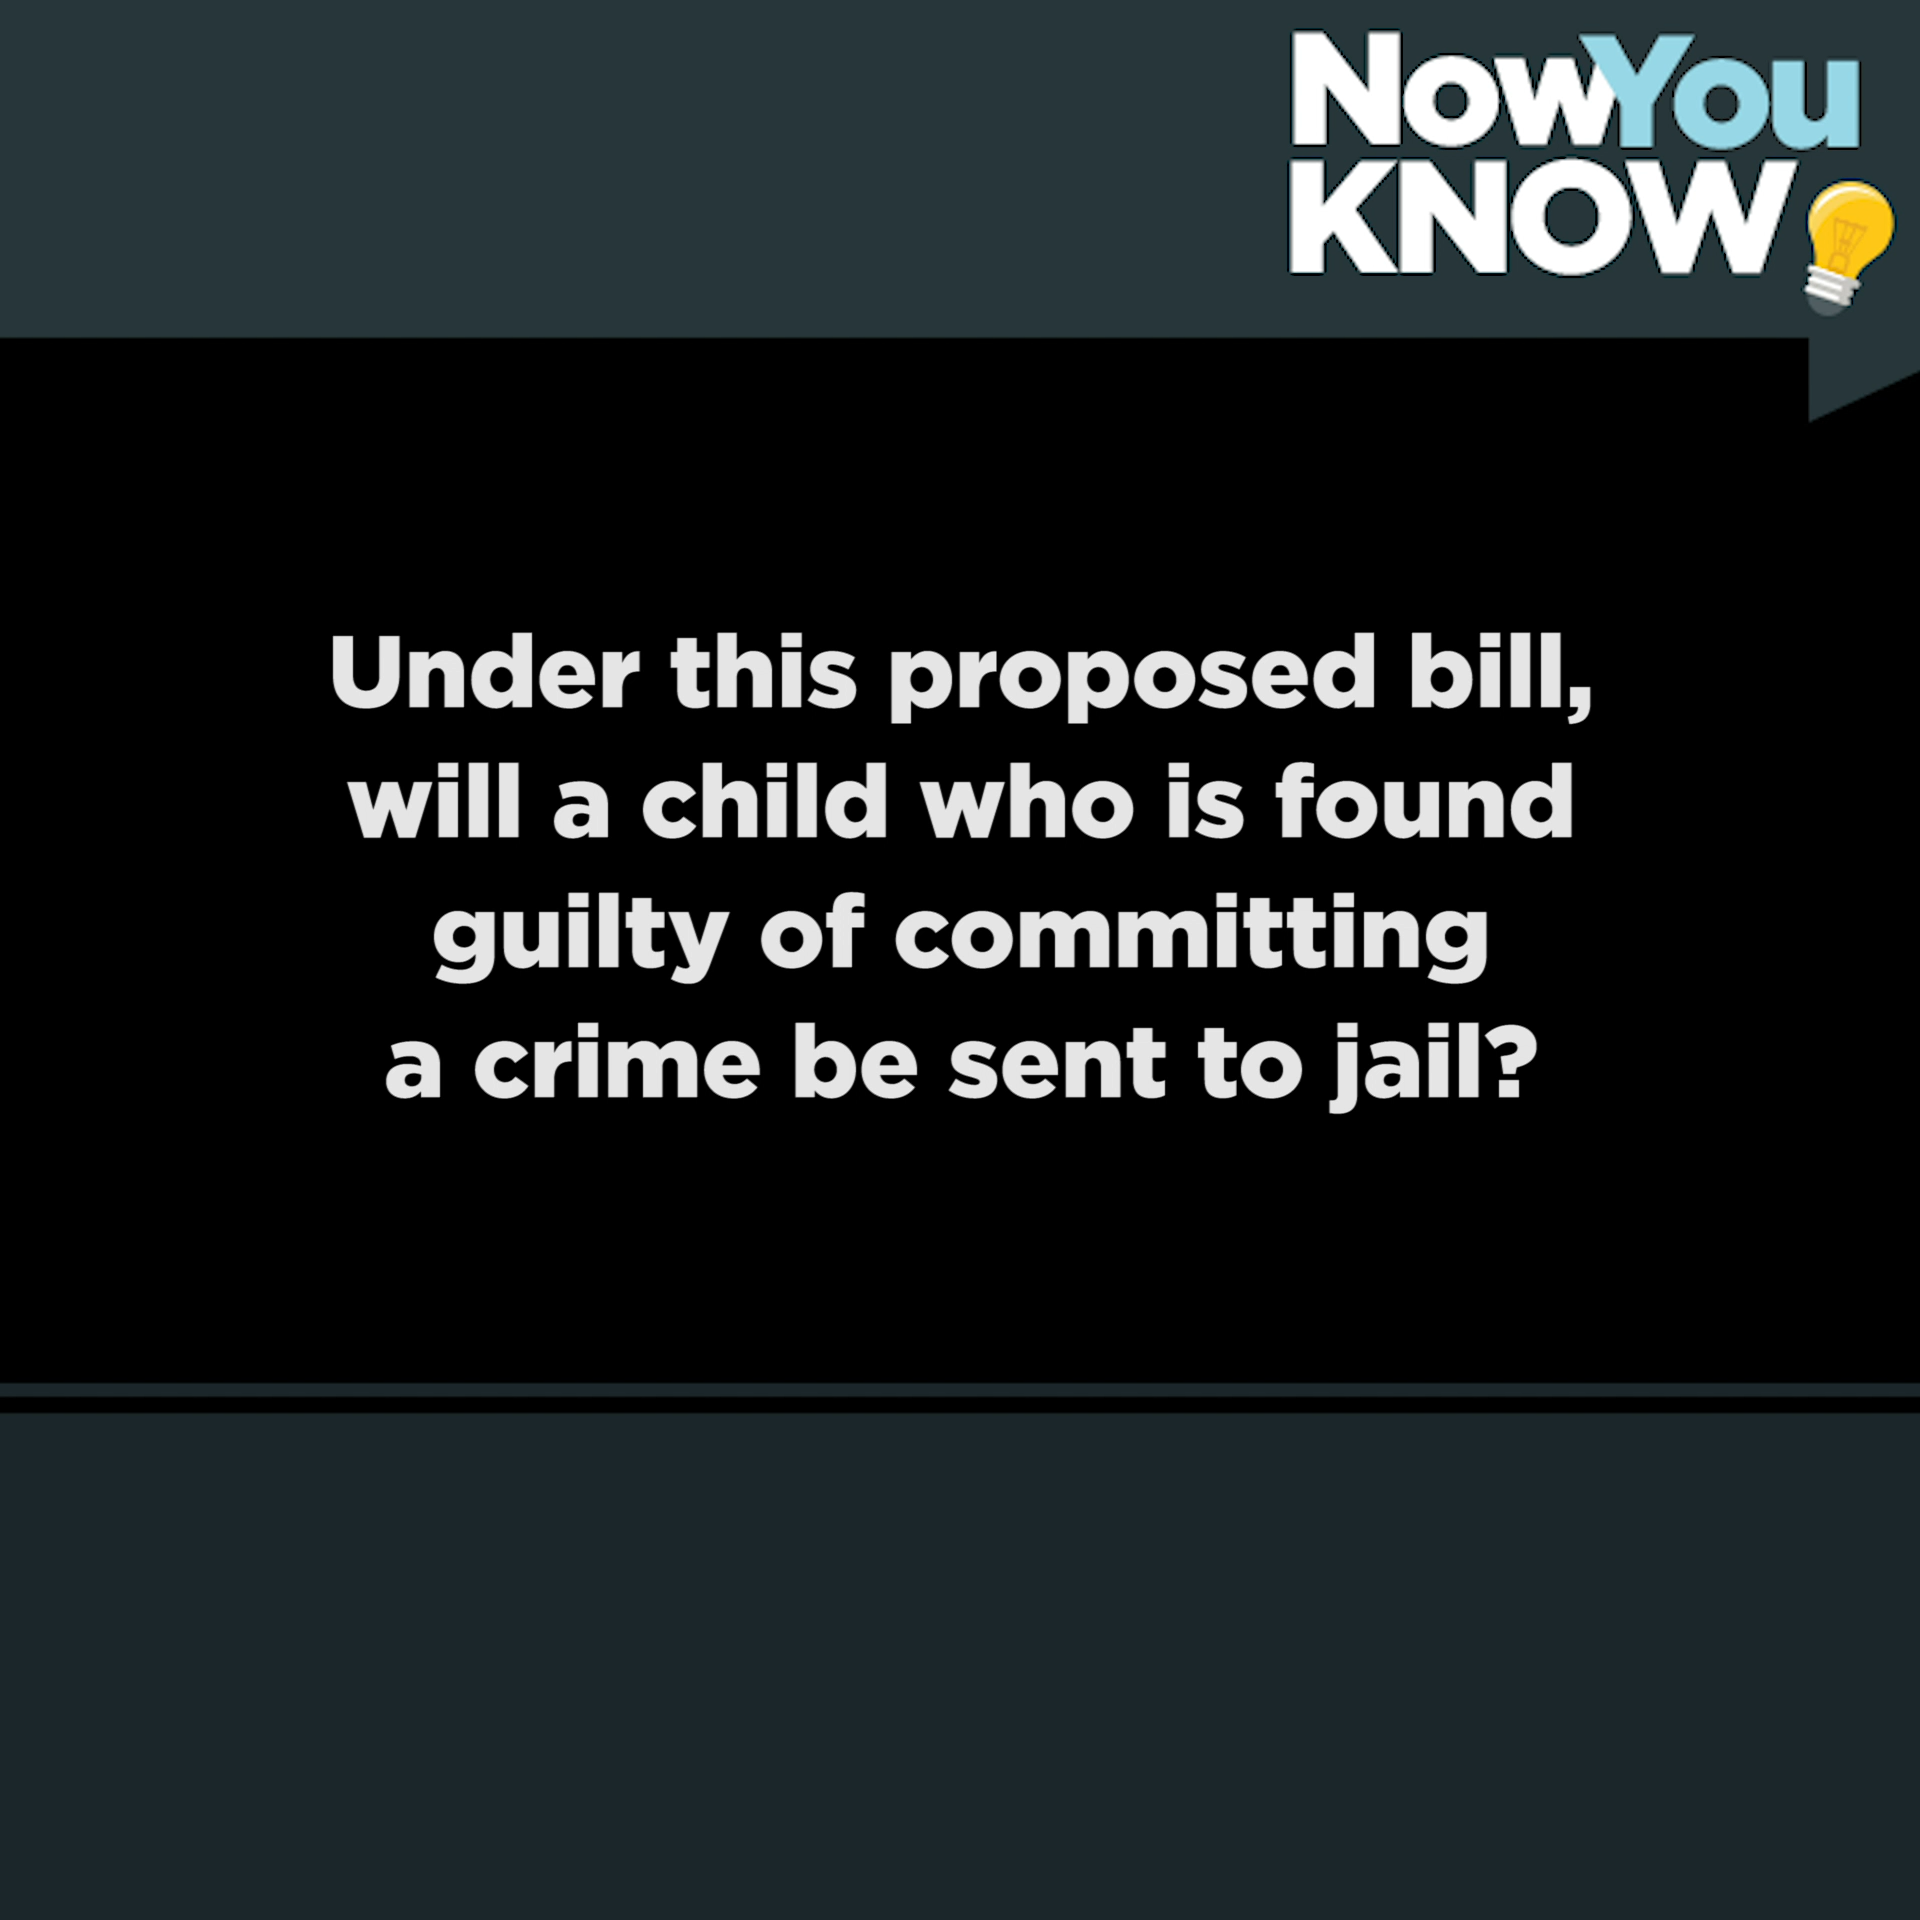 NowYou
KNOW
Under this proposed bill,
will a child who is found
guilty of committing
a crime be sent to jail?